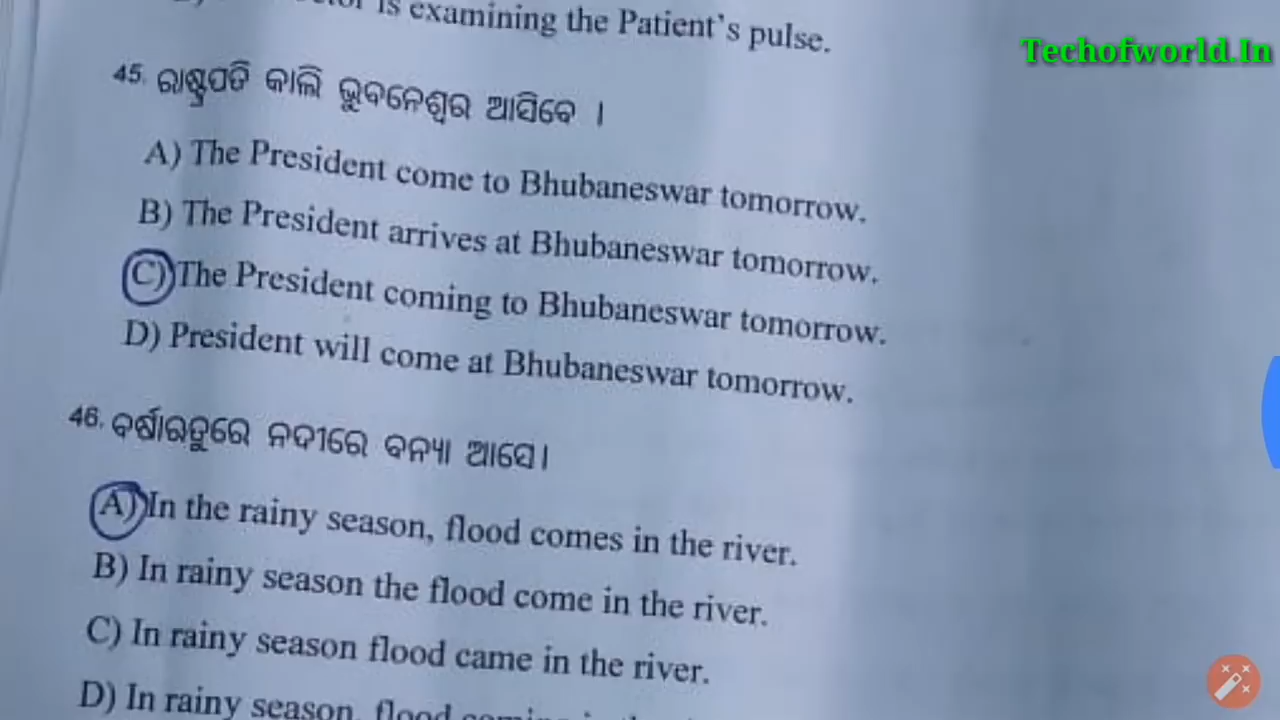 is examining the Patient's pulse.
Techofworld.In
45. ରାଷ୍ଟ୍ରପତି କାଲି ଭୁବନେଶ୍ୱର ଆସିବେ ।
A) The President come to Bhubaneswar tomorrow.
B) The President arrives at Bhubaneswar tomorrow.
C) The President coming to Bhubaneswar tomorrow.
D) President will come at Bhubaneswar tomorrow.
46. ବର୍ଷାଋତୁରେ ନଦୀରେ ବନ୍ୟା ଆସେ।
A) In the rainy season, flood comes in the river.
B) In rainy season the flood come in the river.
C) In rainy season flood came in the river.
D) In rainy season, flood